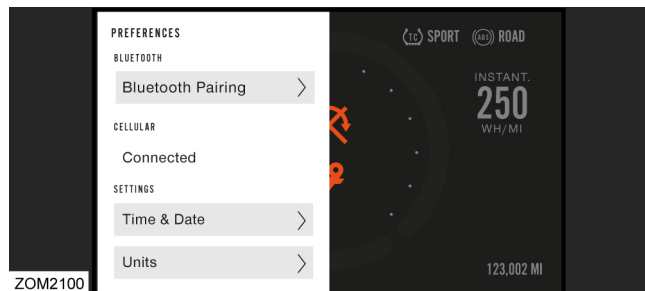 PREFERENCES
BLUETOOTH
Bluetooth Pairing
CELLULAR
Connected
SETTINGS
Time & Date
Units
TC SPORT
ABS ROAD
INSTANT.
250
WH/MI
123,002 MI
ZOM2100